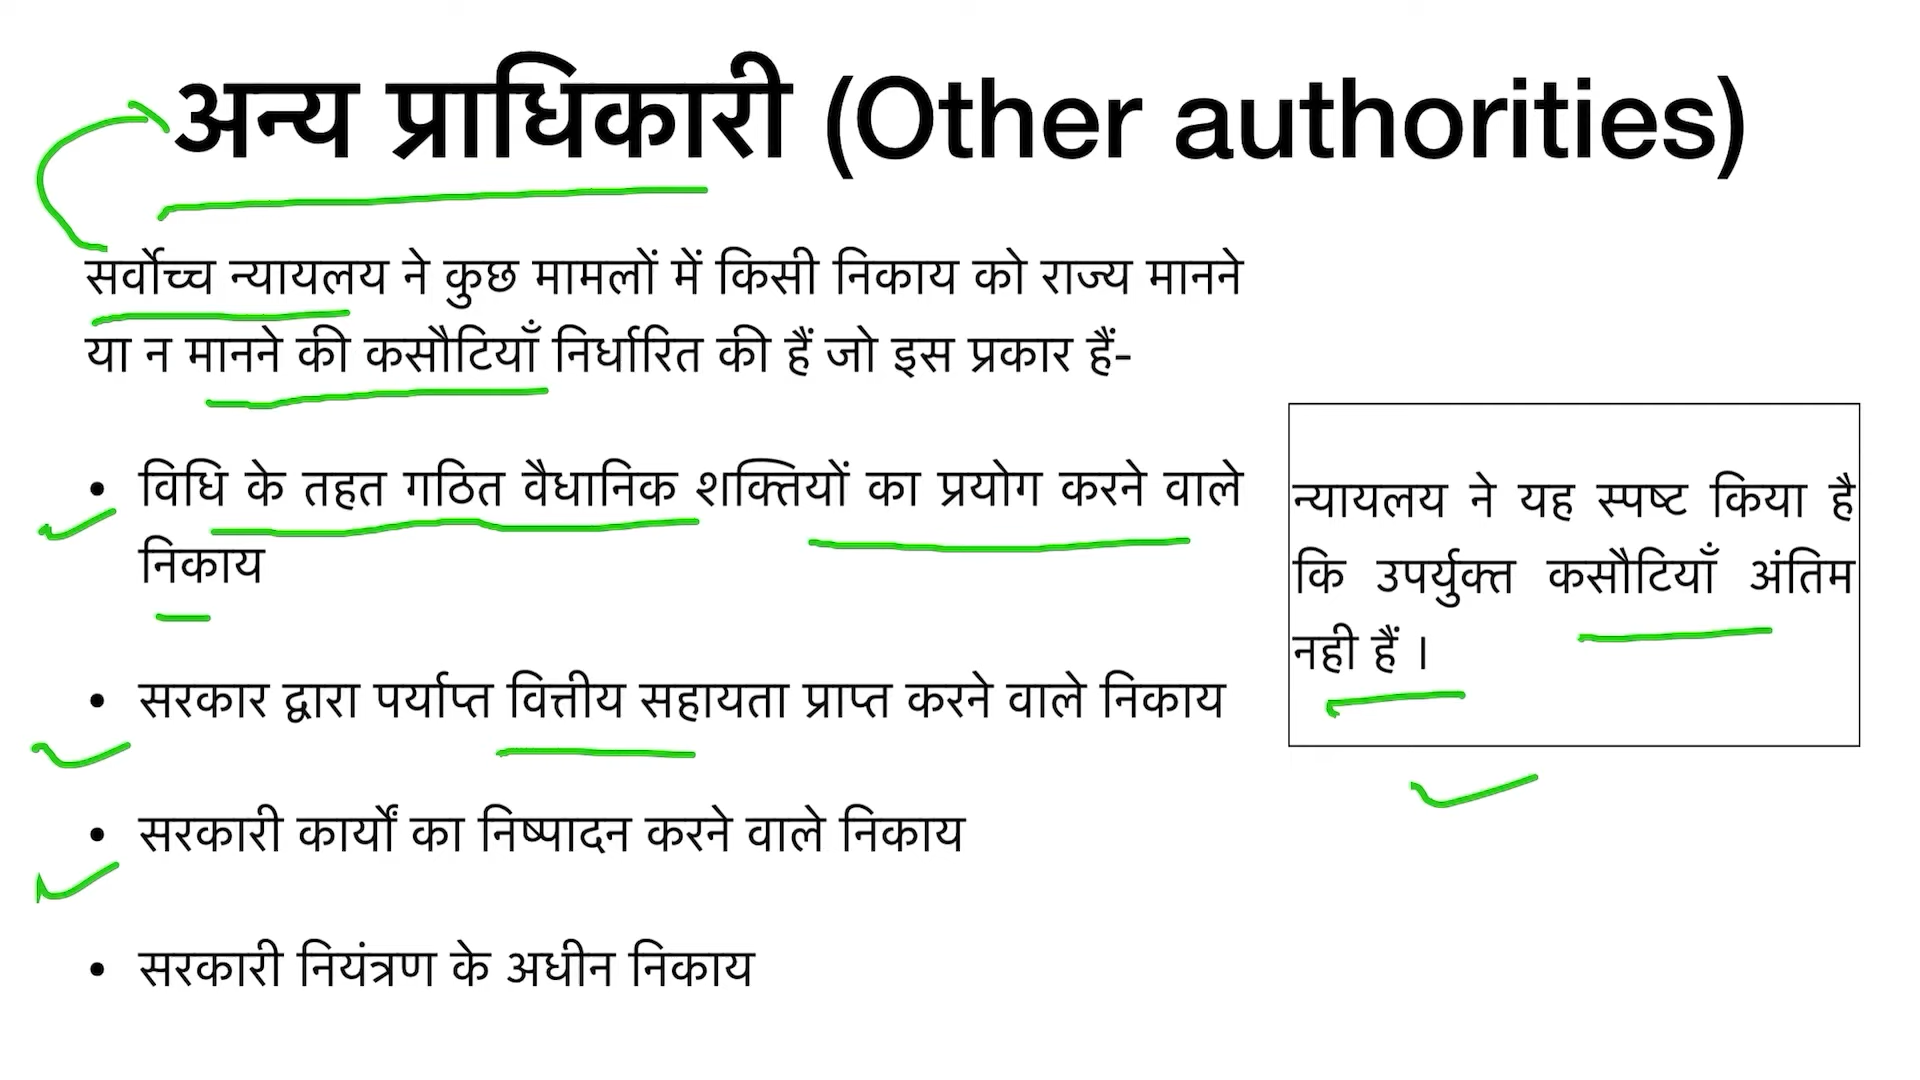 अन्य प्राधिकारी (Other authorities)
सर्वोच्च न्यायलय ने कुछ मामलों में किसी निकाय को राज्य मानने
या न मानने की कसौटियाँ निर्धारित की हैं जो इस प्रकार हैं-
• विधि के तहत गठित वैधानिक शक्तियों का प्रयोग करने वाले
निकाय
• सरकार द्वारा पर्याप्त वित्तीय सहायता प्राप्त करने वाले निकाय
• सरकारी कार्यों का निष्पादन करने वाले निकाय
• सरकारी नियंत्रण के अधीन निकाय
न्यायलय ने यह स्पष्ट किया है
कि उपर्युक्त कसौटियाँ अंतिम
नही हैं ।